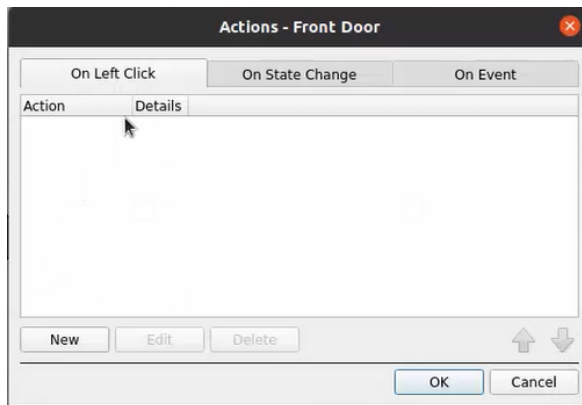 Actions - Front Door
On Left Click On State Change On Event
Action Details
New Edit Delete
OK Cancel